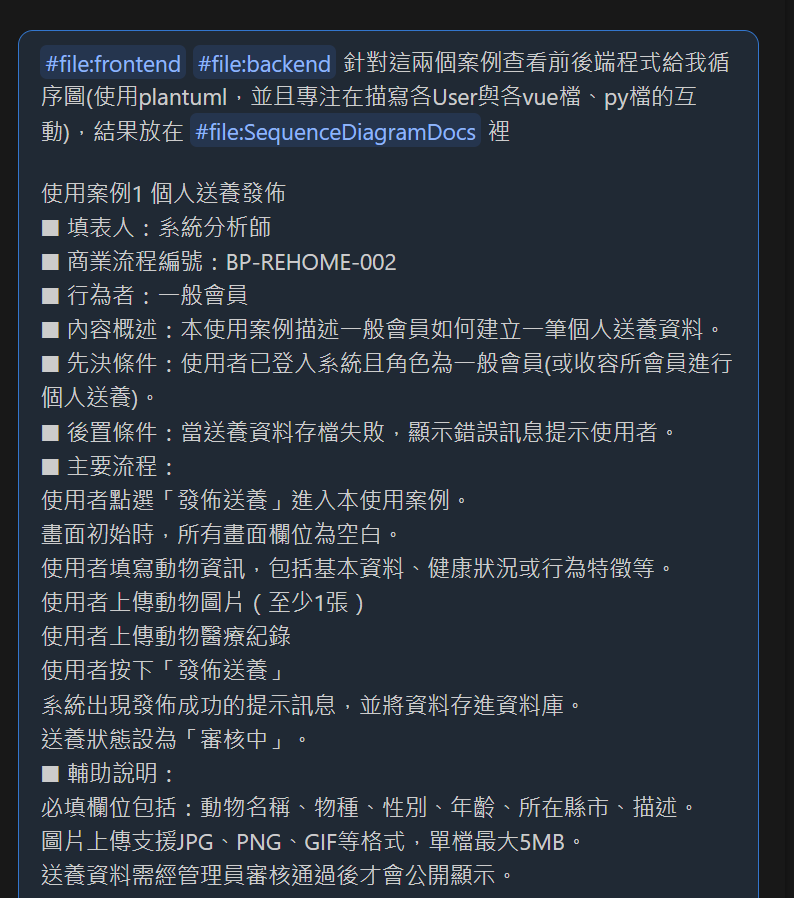 #file:frontend #file:backend 針對這兩個案例查看前後端程式給我循
序圖(使用plantuml，並且專注在描寫各User與各vue檔、py檔的互
動)，結果放在 #file:SequenceDiagramDocs 裡
使用案例1 個人送養發佈
■ 填表人：系統分析師
■ 商業流程編號：BP-REHOME-002
■ 行為者：一般會員
■ 內容概述：本使用案例描述一般會員如何建立一筆個人送養資料。
■ 先決條件：使用者已登入系統且角色為一般會員(或收容所會員進行
個人送養)。
■ 後置條件：當送養資料存檔失敗，顯示錯誤訊息提示使用者。
■ 主要流程：
使用者點選「發佈送養」進入本使用案例。
畫面初始時，所有畫面欄位為空白。
使用者填寫動物資訊，包括基本資料、健康狀況或行為特徵等。
使用者上傳動物圖片（至少1張）
使用者上傳動物醫療紀錄
使用者按下「發佈送養」
系統出現發佈成功的提示訊息，並將資料存進資料庫。
送養狀態設為「審核中」。
■ 輔助說明：
必填欄位包括：動物名稱、物種、性別、年齡、所在縣市、描述。
圖片上傳支援JPG、PNG、GIF等格式，單檔最大5MB。
送養資料需經管理員審核通過後才會公開顯示。